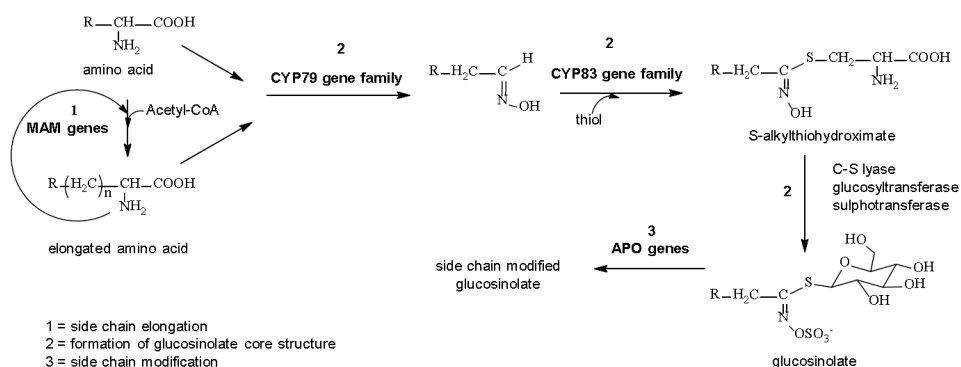 R—CH—COOH
NH2
amino acid
1
MAM genes
Acetyl-CoA
R-(H2C)n-CH-COOH
NH2
elongated amino acid
2
CYP79 gene family
R-H2C-C
H
N-OH
2
CYP83 gene family
thiol
R-H2C-C
S-C2-CH-COOH
NH2
N
OH
S-alkylthiohydroximate
2
C-S lyase
glucosyltransferase
sulphotransferase
HO
HO
O
OH
OH
OH
S
R-H2C-C
N
OSO3-
glucosinolate
3
APO genes
side chain modified
glucosinolate
1 = side chain elongation
2 = formation of glucosinolate core structure
3 = side chain modification